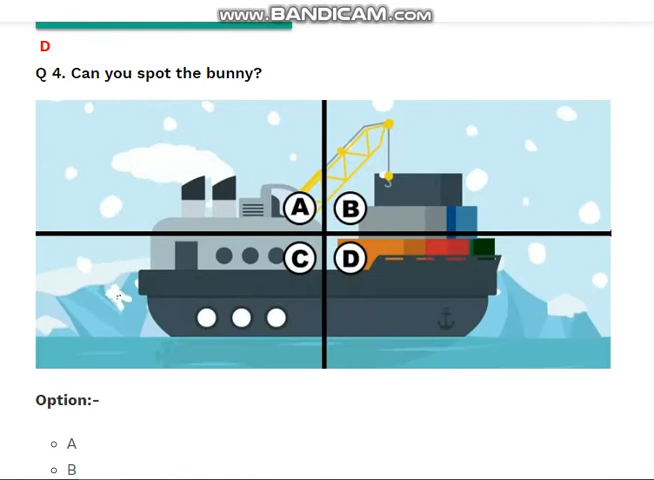 www.BANDICAM.com
D
Q 4. Can you spot the bunny?
A B
C D
Option:-
A
B